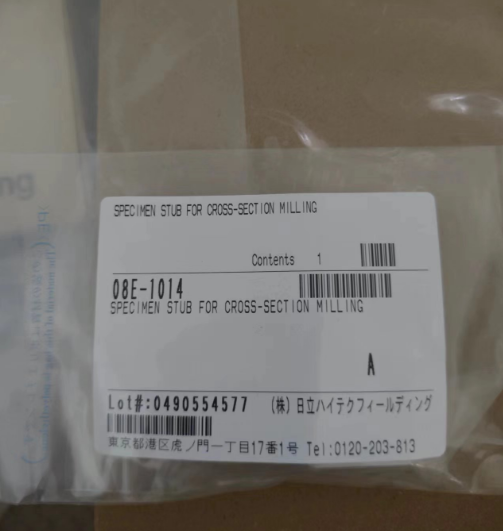 SPECIMEN STUB FOR CROSS-SECTION MILLING
Contents 1
08E-1014
SPECIMEN STUB FOR CROSS-SECTION MILLING
A
Lot#:0490554577 (株)日立ハイテクフィールディング
東京都港区虎ノ門一丁目17番1号 Tel:0120-203-813
ng
PE